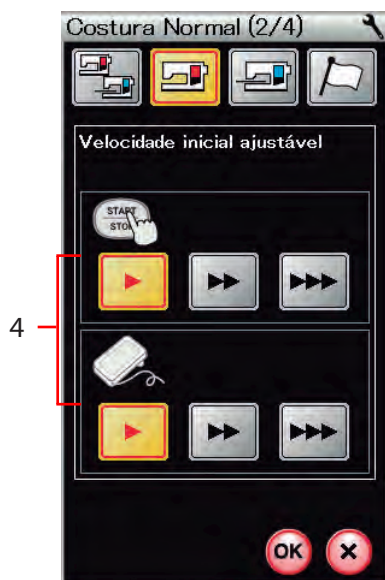 Costura Normal (2/4)
Velocidade inicial ajustável
START
STOP
4
OK